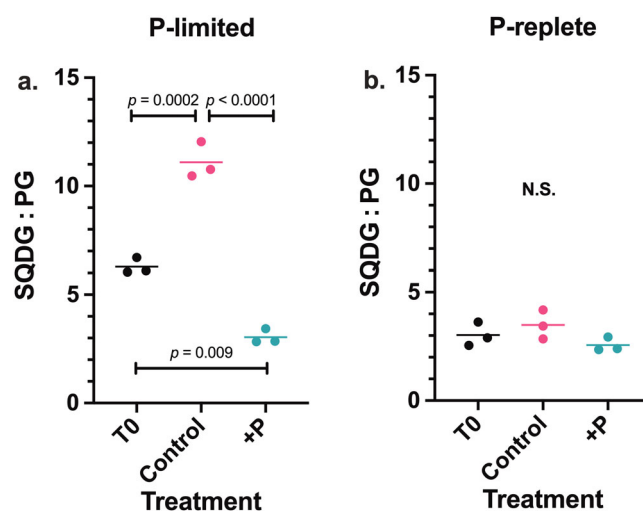 P-limited
a.
SQDG : PG
15
10
5
0
p = 0.0002
p < 0.0001
p = 0.009
T0
Control
+P
Treatment
P-replete
b.
SQDG : PG
15
10
5
0
N.S.
T0
Control
+P
Treatment